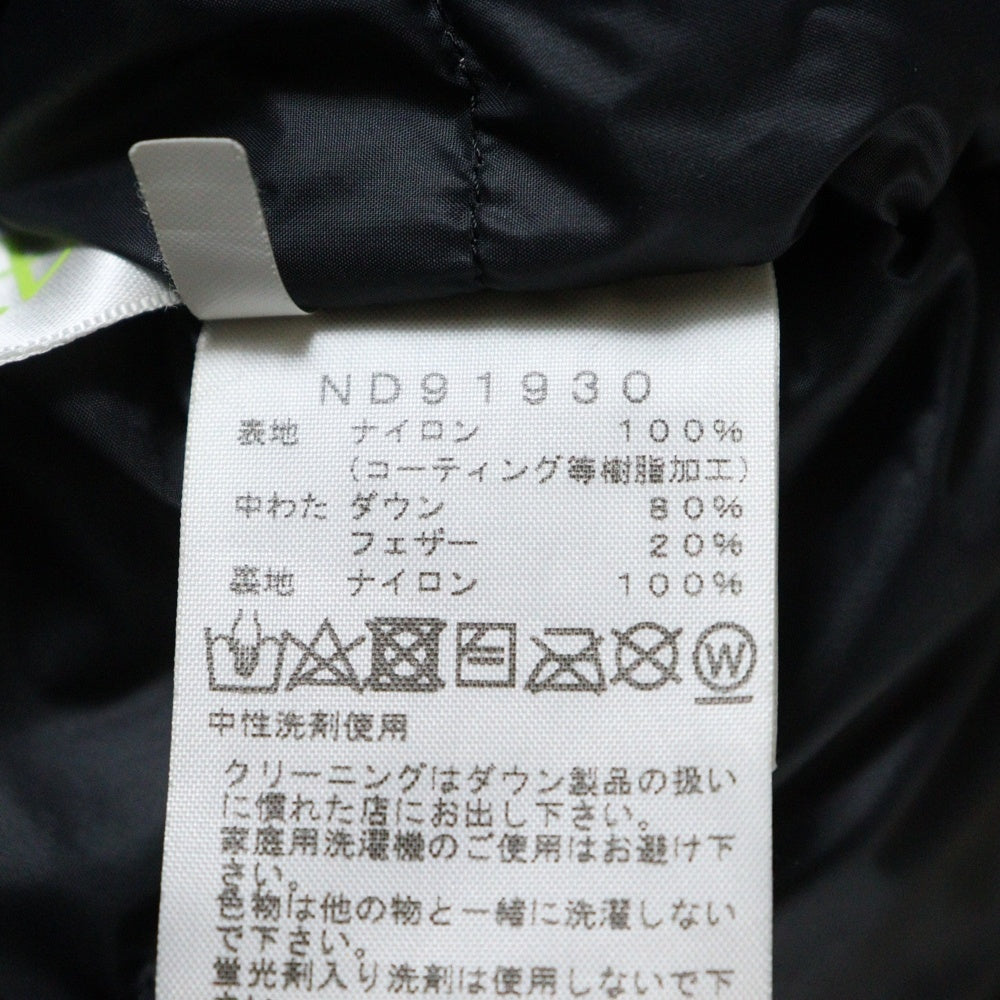 ND91930
表地 ナイロン 100%
(コーティング等樹脂加工)
中わた ダウン 80%
フェザー 20%
裏地 ナイロン 100%
W
中性洗剤使用
クリーニングはダウン製品の扱い
に慣れた店にお出し下さい。
家庭用洗濯機のご使用はお避け下
さい。
色物は他の物と一緒に洗濯しない
で下さい。
蛍光剤入り洗剤は使用しないで下